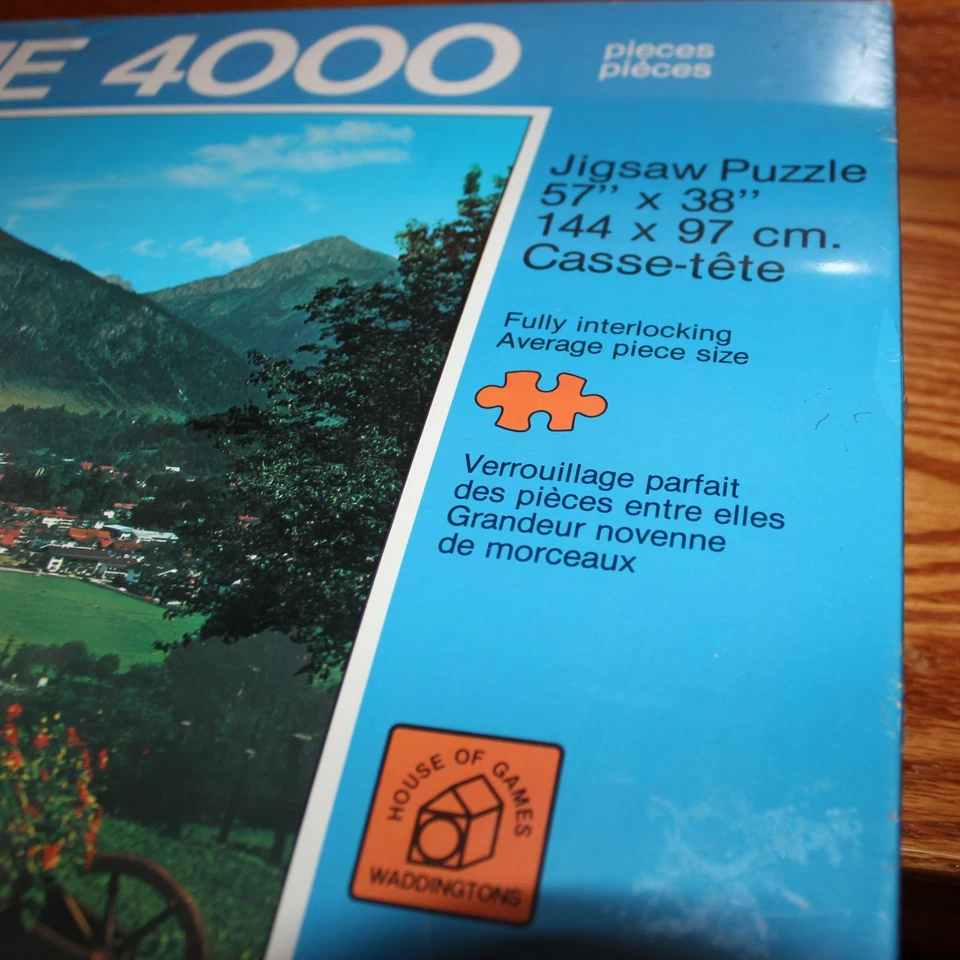 E 4000
pieces
pièces
Jigsaw Puzzle
57” x 38”
144 x 97 cm.
Casse-tête
Fully interlocking
Average piece size
Verrouillage parfait
des pièces entre elles
Grandeur novenne
de morceaux
HOUSE OF GAMES
WADDINGTONS